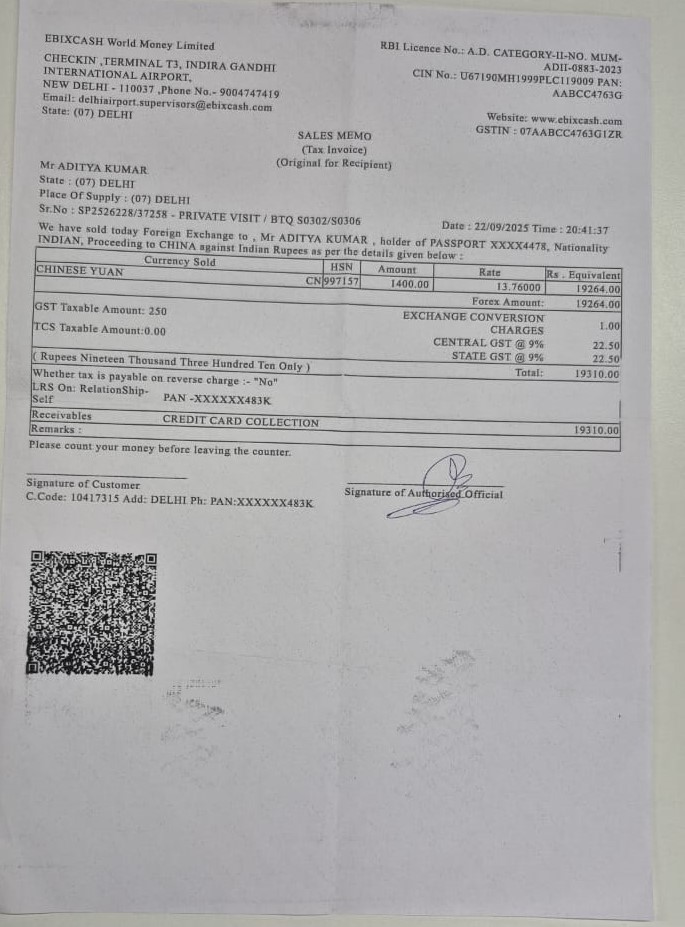 EBIXCASH World Money Limited
CHECKIN ,TERMINAL T3, INDIRA GANDHI
INTERNATIONAL AIRPORT,
NEW DELHI - 110037 ,Phone No.- 9004747419
Email: delhiairport.supervisors@ebixcash.com
State: (07) DELHI
RBI Licence No.: A.D. CATEGORY-II-NO. MUM-
ADII-0883-2023
CIN No.: U67190MH1999PLC119009 PAN:
AABCC4763G
Website: www.ebixcash.com
GSTIN : 07AABCC4763G1ZR
SALES MEMO
(Tax Invoice)
(Original for Recipient)
Mr ADITYA KUMAR
State : (07) DELHI
Place Of Supply : (07) DELHI
Sr.No : SP2526228/37258 - PRIVATE VISIT / BTQ S0302/S0306
Date : 22/09/2025 Time : 20:41:37
We have sold today Foreign Exchange to , Mr ADITYA KUMAR , holder of PASSPORT XXXX4478, Nationality
INDIAN, Proceeding to CHINA against Indian Rupees as per the details given below :
Currency Sold HSN Amount Rate Rs . Equivalent
CHINESE YUAN CN 997157 1400.00 13.76000 19264.00
Forex Amount: 19264.00
GST Taxable Amount: 250
TCS Taxable Amount:0.00
EXCHANGE CONVERSION
CHARGES 1.00
CENTRAL GST @ 9% 22.50
STATE GST @ 9% 22.50
( Rupees Nineteen Thousand Three Hundred Ten Only ) Total: 19310.00
Whether tax is payable on reverse charge :- "No"
LRS On: RelationShip-
Self PAN -XXXXXX483K
Receivables CREDIT CARD COLLECTION 19310.00
Remarks :
Please count your money before leaving the counter.
Signature of Customer
Signature of Authorised Official
C.Code: 10417315 Add: DELHI Ph: PAN:XXXXXX483K